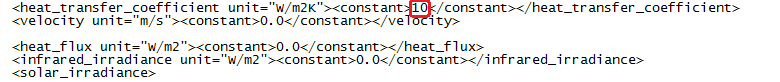 <heat_transfer_coefficient unit="W/m2K"><constant>10</constant></heat_transfer_coefficient>
<velocity unit="m/s"><constant>0.0</constant></velocity>
<heat_flux unit="W/m2"><constant>0.0</constant></heat_flux>
<infrared_irradiance unit="W/m2"><constant>0.0</constant></infrared_irradiance>
<solar_irradiance>